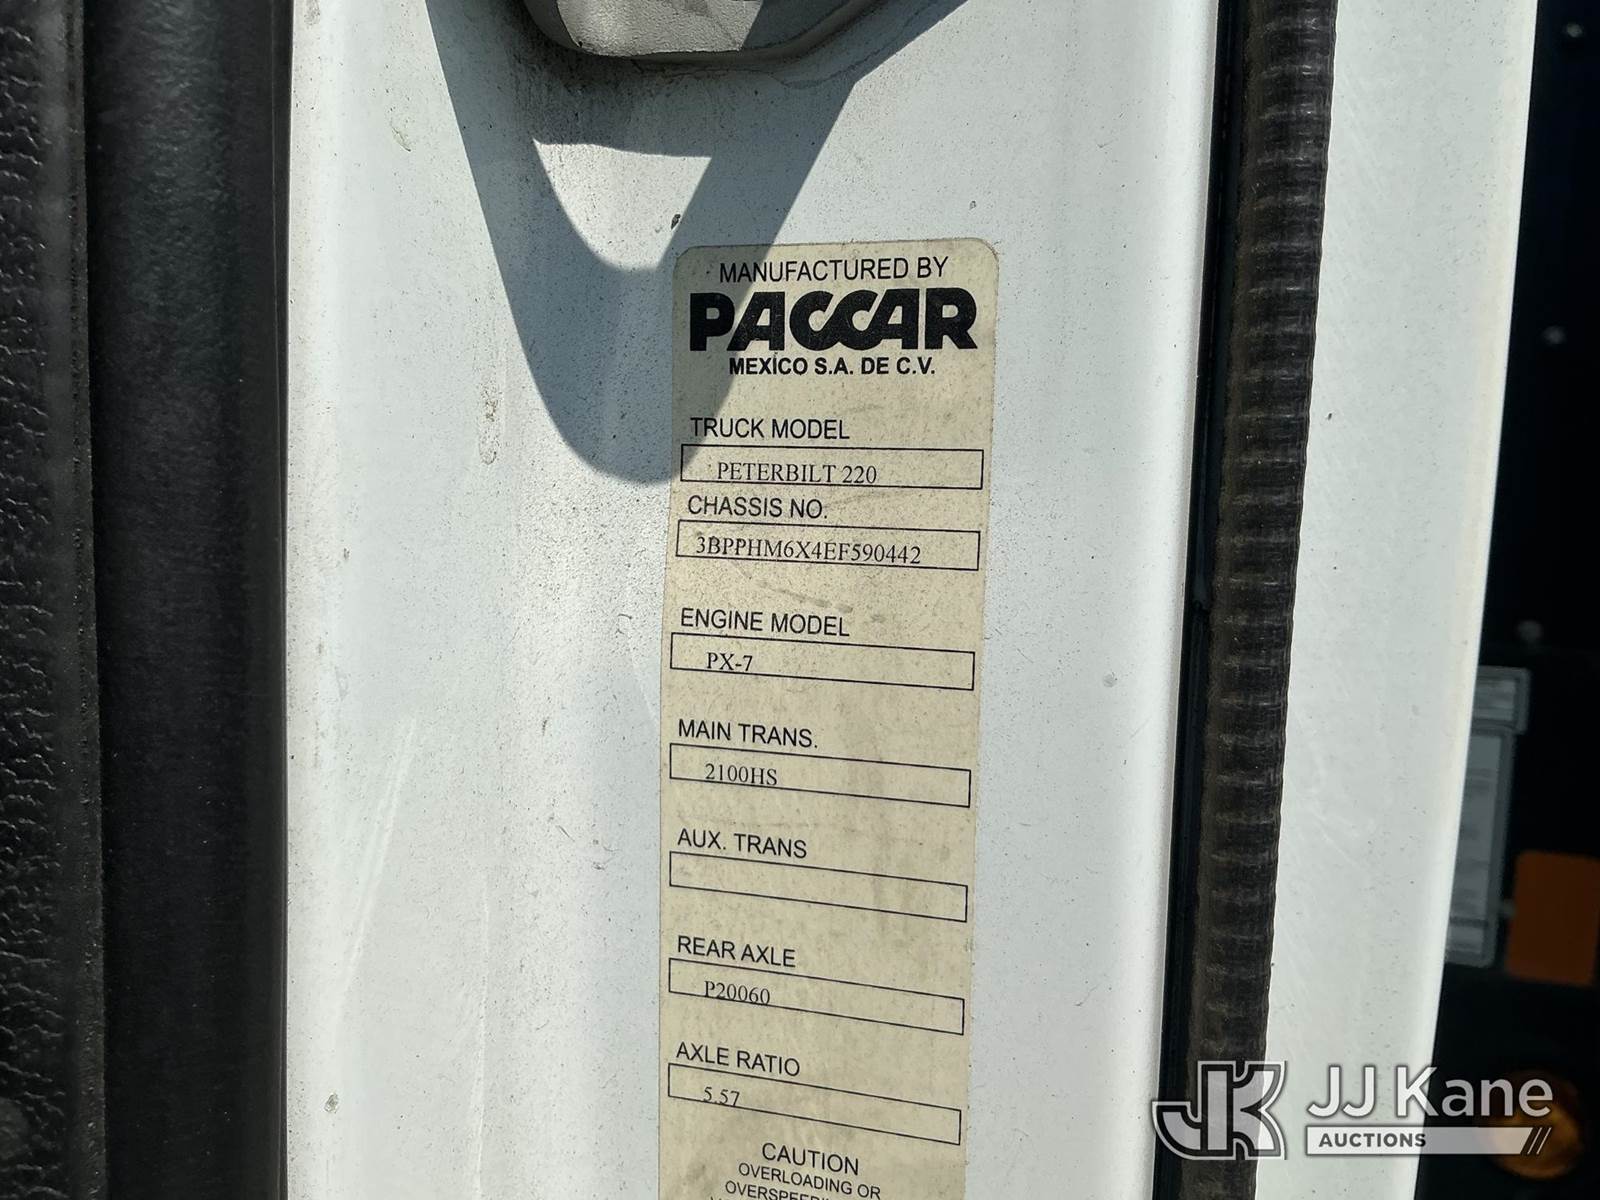 MANUFACTURED BY
PACCAR
MEXICO S.A. DE C.V.
TRUCK MODEL
PETERBILT 220
CHASSIS NO.
3BPPHM6X4EF590442
ENGINE MODEL
PX-7
MAIN TRANS.
2100HS
AUX. TRANS
REAR AXLE
P20060
AXLE RATIO
5.57
CAUTION
OVERLOADING OR
JK JJ Kane
AUCTIONS